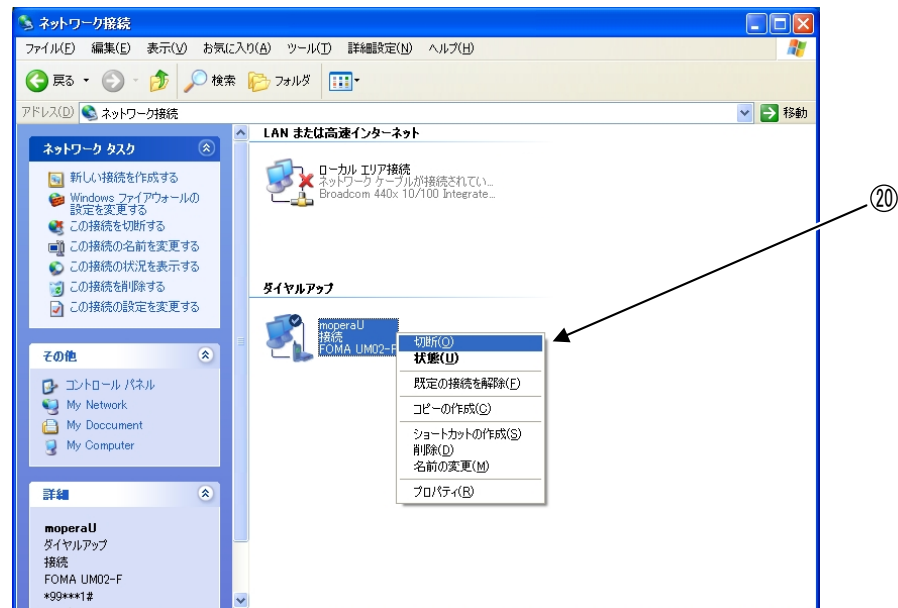 ネットワーク接続
ファイル(F) 編集(E) 表示(V) お気に入り(A) ツール(T) 詳細設定(N) ヘルプ(H)
戻る 検索 フォルダ
アドレス(D) ネットワーク接続 移動
ネットワーク タスク
新しい接続を作成する
Windows ファイアウォールの
設定を変更する
この接続を切断する
この接続の名前を変更する
この接続の状況を表示する
この接続を削除する
この接続の設定を変更する
その他
コントロール パネル
My Network
My Doccument
My Computer
詳細
moperaU
ダイヤルアップ
接続
FOMA UM02-F
*99***1#
LAN または高速インターネット
ローカル エリア接続
ネットワーク ケーブルが接続されてい...
Broadcom 440x 10/100 Integrate...
ダイヤルアップ
moperaU
接続
FOMA UM02-F
切断(O)
状態(U)
既定の接続を解除(F)
コピーの作成(C)
ショートカットの作成(S)
削除(D)
名前の変更(M)
プロパティ(R)
⑳